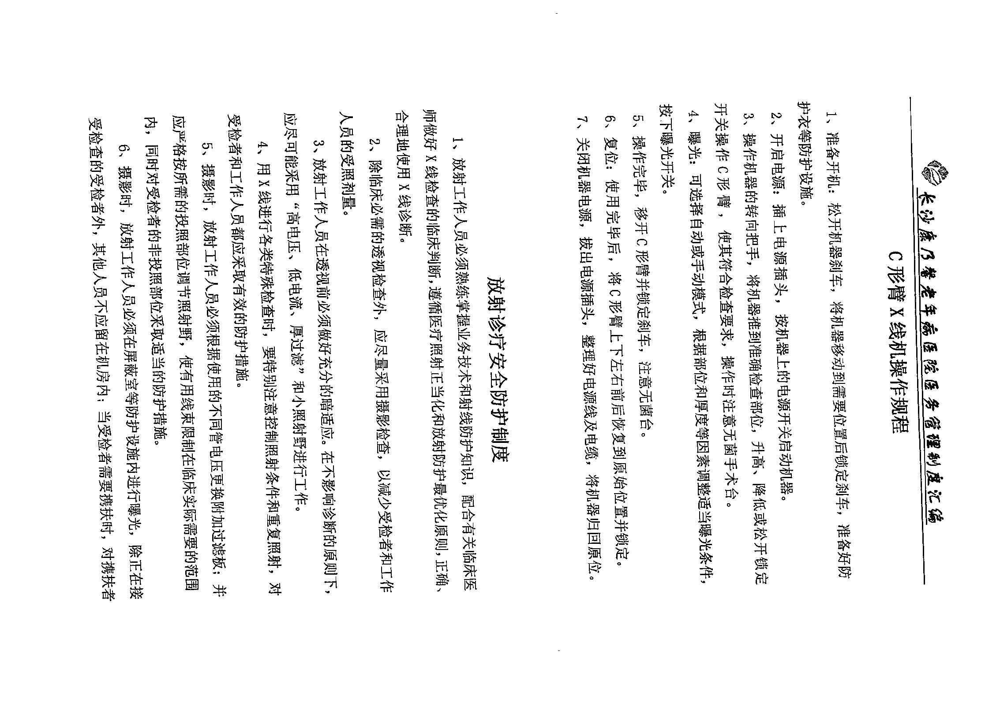 长沙康乃馨老年病医院医务管理制度汇编
C 形臂 X 线机操作规程
1、准备开机：松开机器刹车，将机器移动到需要位置后锁定刹车，准备好防
护衣等防护设施。
2、开启电源：插上电源插头，按机器上的电源开关启动机器。
3、操作机器的转向把手，将机器推到准确检查部位，升高、降低或松开锁定
开关操作 C 形臂，使其符合检查要求，操作时注意无菌手术台。
4、曝光：可选择自动或手动模式，根据部位和厚度等因素调整适当曝光条件，
按下曝光开关。
5、操作完毕，移开 C 形臂并锁定刹车，注意无菌台。
6、复位：使用完毕后，将 C 形臂上下左右前后恢复到原始位置并锁定。
7、关闭机器电源，拔出电源插头，整理好电源线及电缆，将机器归回原位。
放射诊疗安全防护制度
1、放射工作人员必须熟练掌握业务技术和射线防护知识，配合有关临床医
师做好 X 线检查的临床判断，遵循医疗照射正当化和放射防护最优化原则，正确、
合理地使用 X 线诊断。
2、除临床必需的透视检查外，应尽量采用摄影检查，以减少受检者和工作
人员的受照剂量。
3、放射工作人员在透视前必须做好充分的暗适应。在不影响诊断的原则下，
应尽可能采用“高电压、低电流、厚过滤”和小照射野进行工作。
4、用 X 线进行各类特殊检查时，要特别注意控制照射条件和重复照射，对
受检者和工作人员都应采取有效的防护措施。
5、摄影时，放射工作人员必须根据使用的不同管电压更换附加过滤板；并
应严格按所需的投照部位调节照射野，使有用线束限制在临床实际需要的范围
内，同时对受检者的非投照部位采取适当的防护措施。
6、摄影时，放射工作人员必须在屏蔽室等防护设施内进行曝光，除正在接
受检查的受检者外，其他人员不应留在机房内；当受检者需要携扶时，对携扶者